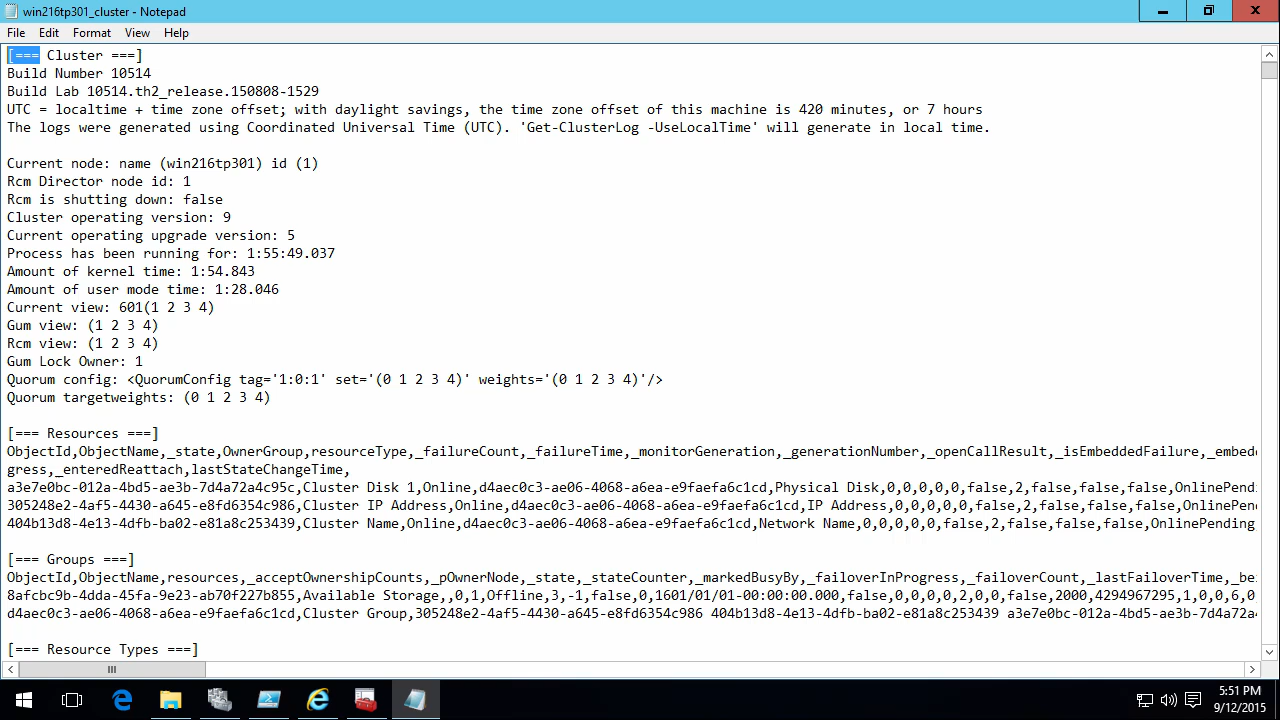 win216tp301_cluster - Notepad
File Edit Format View Help
[=== Cluster ===]
Build Number 10514
Build Lab 10514.th2_release.150808-1529
UTC = localtime + time zone offset; with daylight savings, the time zone offset of this machine is 420 minutes, or 7 hours
The logs were generated using Coordinated Universal Time (UTC). 'Get-ClusterLog -UseLocalTime' will generate in local time.
Current node: name (win216tp301) id (1)
Rcm Director node id: 1
Rcm is shutting down: false
Cluster operating version: 9
Current operating upgrade version: 5
Process has been running for: 1:55:49.037
Amount of kernel time: 1:54.843
Amount of user mode time: 1:28.046
Current view: 601(1 2 3 4)
Gum view: (1 2 3 4)
Rcm view: (1 2 3 4)
Gum Lock Owner: 1
Quorum config: <QuorumConfig tag='1:0:1' set='(0 1 2 3 4)' weights='(0 1 2 3 4)'/>
Quorum targetweights: (0 1 2 3 4)
[=== Resources ===]
ObjectId,ObjectName,_state,OwnerGroup,resourceType,_failureCount,_failureTime,_monitorGeneration,_generationNumber,_openCallResult,_isEmbeddedFailure,_embedd
gress,_enteredReattach,lastStateChangeTime,
a3e7e0bc-012a-4bd5-ae3b-7d4a72a4c95c,Cluster Disk 1,Online,d4aec0c3-ae06-4068-a6ea-e9faefa6c1cd,Physical Disk,0,0,0,0,0,false,2,false,false,false,OnlinePendi
305248e2-4af5-4430-a645-e8fd6354c986,Cluster IP Address,Online,d4aec0c3-ae06-4068-a6ea-e9faefa6c1cd,IP Address,0,0,0,0,0,false,2,false,false,false,OnlinePend
404b13d8-4e13-4dfb-ba02-e81a8c253439,Cluster Name,Online,d4aec0c3-ae06-4068-a6ea-e9faefa6c1cd,Network Name,0,0,0,0,0,false,2,false,false,false,OnlinePending,
[=== Groups ===]
ObjectId,ObjectName,resources,_acceptOwnershipCounts,_pOwnerNode,_state,_stateCounter,_markedBusyBy,_failoverInProgress,_failoverCount,_lastFailoverTime,_bei
8afcbc9b-4dda-45fa-9e23-ab70f227b855,Available Storage,,0,1,Offline,3,-1,false,0,1601/01/01-00:00:00.000,false,0,0,0,0,2,0,0,false,2000,4294967295,1,0,0,6,0,
d4aec0c3-ae06-4068-a6ea-e9faefa6c1cd,Cluster Group,305248e2-4af5-4430-a645-e8fd6354c986 404b13d8-4e13-4dfb-ba02-e81a8c253439 a3e7e0bc-012a-4bd5-ae3b-7d4a72a4
[=== Resource Types ===]
5:51 PM
9/12/2015